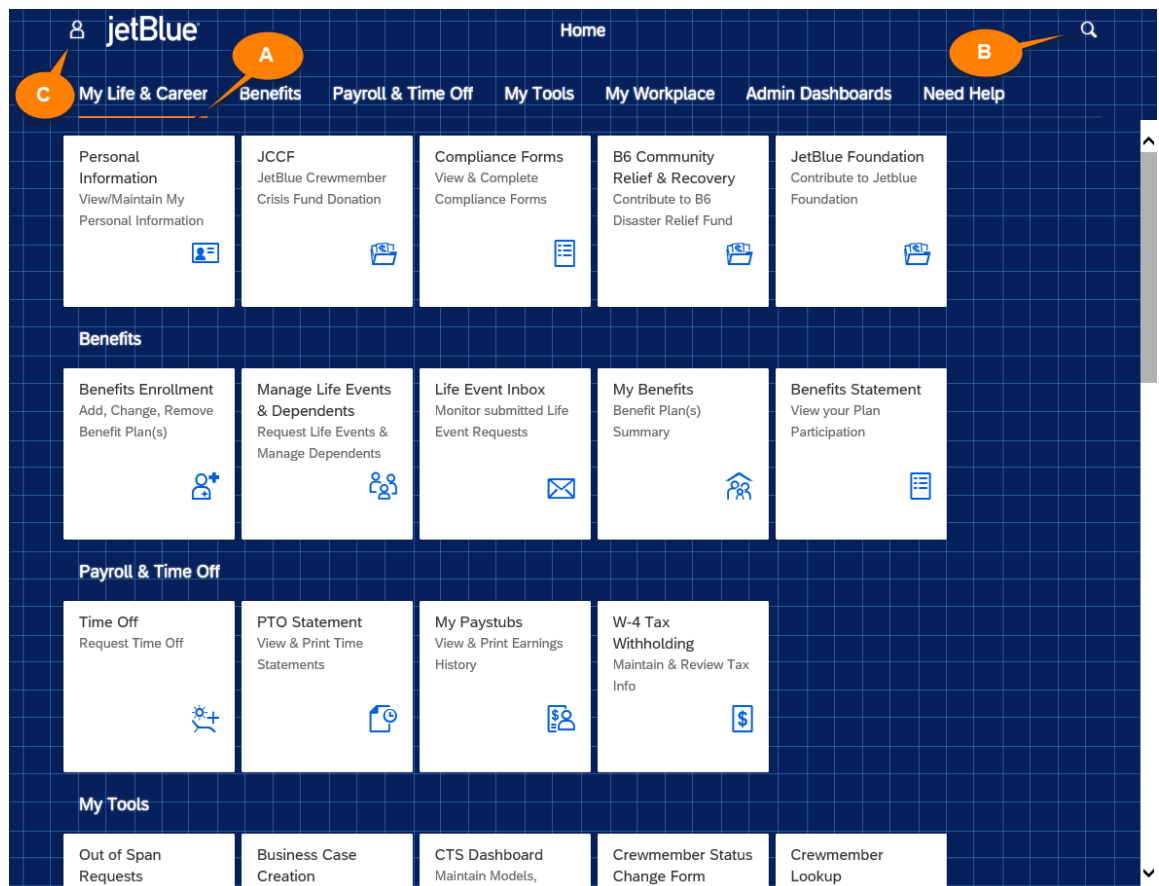 jetBlue
Home
A
B
C
My Life & Career Benefits Payroll & Time Off My Tools My Workplace Admin Dashboards Need Help
Personal
Information
View/Maintain My
Personal Information
JCCF
JetBlue Crewmember
Crisis Fund Donation
Compliance Forms
View & Complete
Compliance Forms
B6 Community
Relief & Recovery
Contribute to B6
Disaster Relief Fund
JetBlue Foundation
Contribute to Jetblue
Foundation
Benefits
Benefits Enrollment
Add, Change, Remove
Benefit Plan(s)
Manage Life Events
& Dependents
Request Life Events &
Manage Dependents
Life Event Inbox
Monitor submitted Life
Event Requests
My Benefits
Benefit Plan(s)
Summary
Benefits Statement
View your Plan
Participation
Payroll & Time Off
Time Off
Request Time Off
PTO Statement
View & Print Time
Statements
My Paystubs
View & Print Earnings
History
W-4 Tax
Withholding
Maintain & Review Tax
Info
My Tools
Out of Span
Requests
Business Case
Creation
CTS Dashboard
Maintain Models,
Crewmember Status
Change Form
Crewmember
Lookup